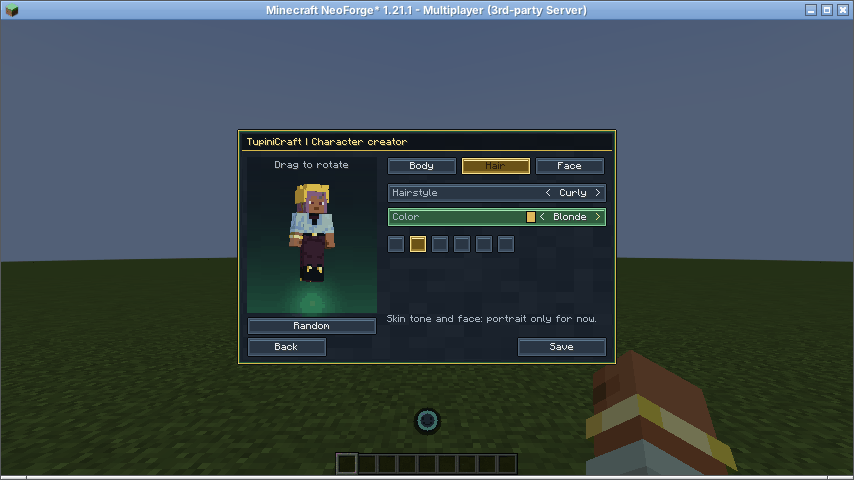 Minecraft NeoForge* 1.21.1 - Multiplayer (3rd-party Server)
TupiniCraft | Character creator
Drag to rotate
Body
Hair
Face
Hairstyle
< Curly >
Color
< Blonde >
Skin tone and face: portrait only for now.
Random
Back
Save